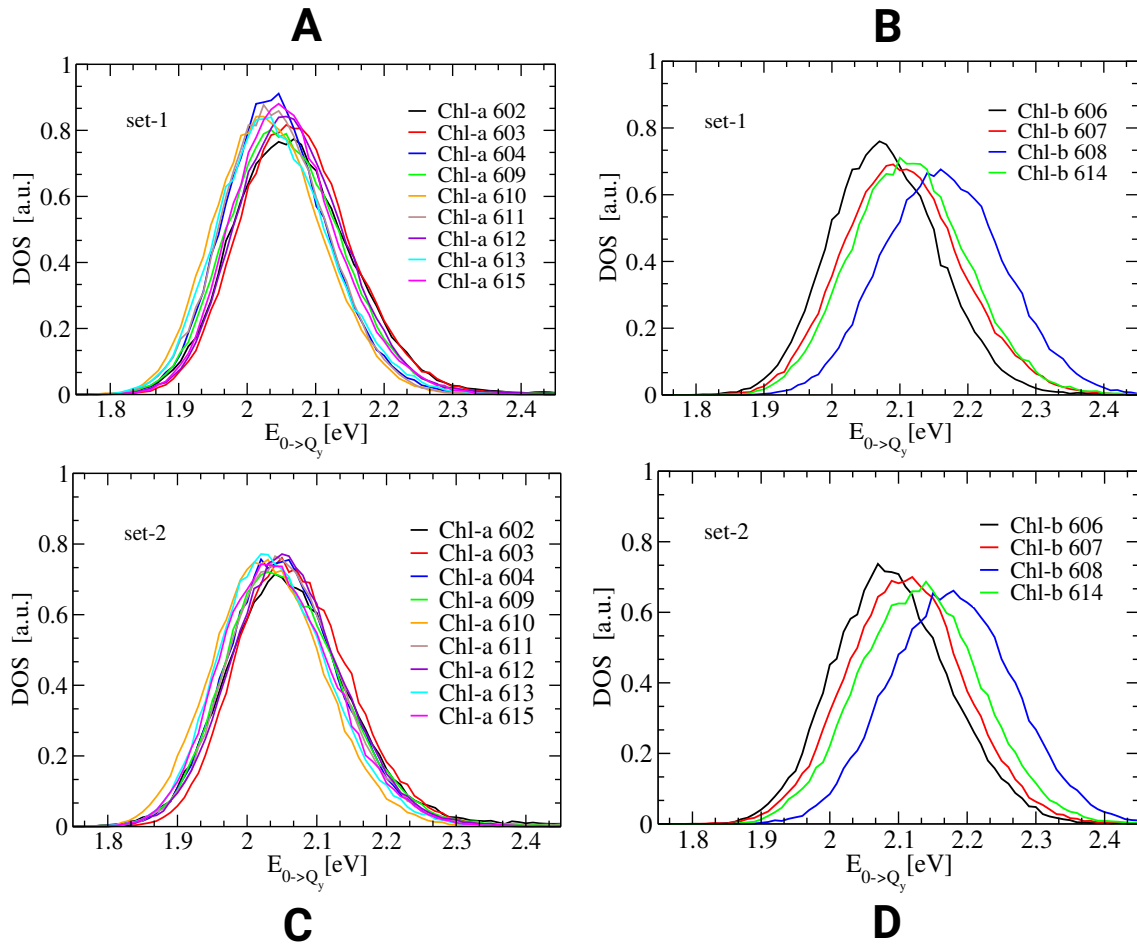 A
B
set-1
Chl-a 602
Chl-a 603
Chl-a 604
Chl-a 609
Chl-a 610
Chl-a 611
Chl-a 612
Chl-a 613
Chl-a 615
DOS [a.u.]
0
0.2
0.4
0.6
0.8
1
1.8
1.9
2
2.1
2.2
2.3
2.4
E0->Qy[eV]
set-1
Chl-b 606
Chl-b 607
Chl-b 608
Chl-b 614
DOS [a.u.]
0
0.2
0.4
0.6
0.8
1
1.8
1.9
2
2.1
2.2
2.3
2.4
E0->Qy[eV]
set-2
Chl-a 602
Chl-a 603
Chl-a 604
Chl-a 609
Chl-a 610
Chl-a 611
Chl-a 612
Chl-a 613
Chl-a 615
DOS [a.u.]
0
0.2
0.4
0.6
0.8
1
1.8
1.9
2
2.1
2.2
2.3
2.4
E0->Qy[eV]
set-2
Chl-b 606
Chl-b 607
Chl-b 608
Chl-b 614
DOS [a.u.]
0
0.2
0.4
0.6
0.8
1
1.8
1.9
2
2.1
2.2
2.3
2.4
E0->Qy[eV]
C
D